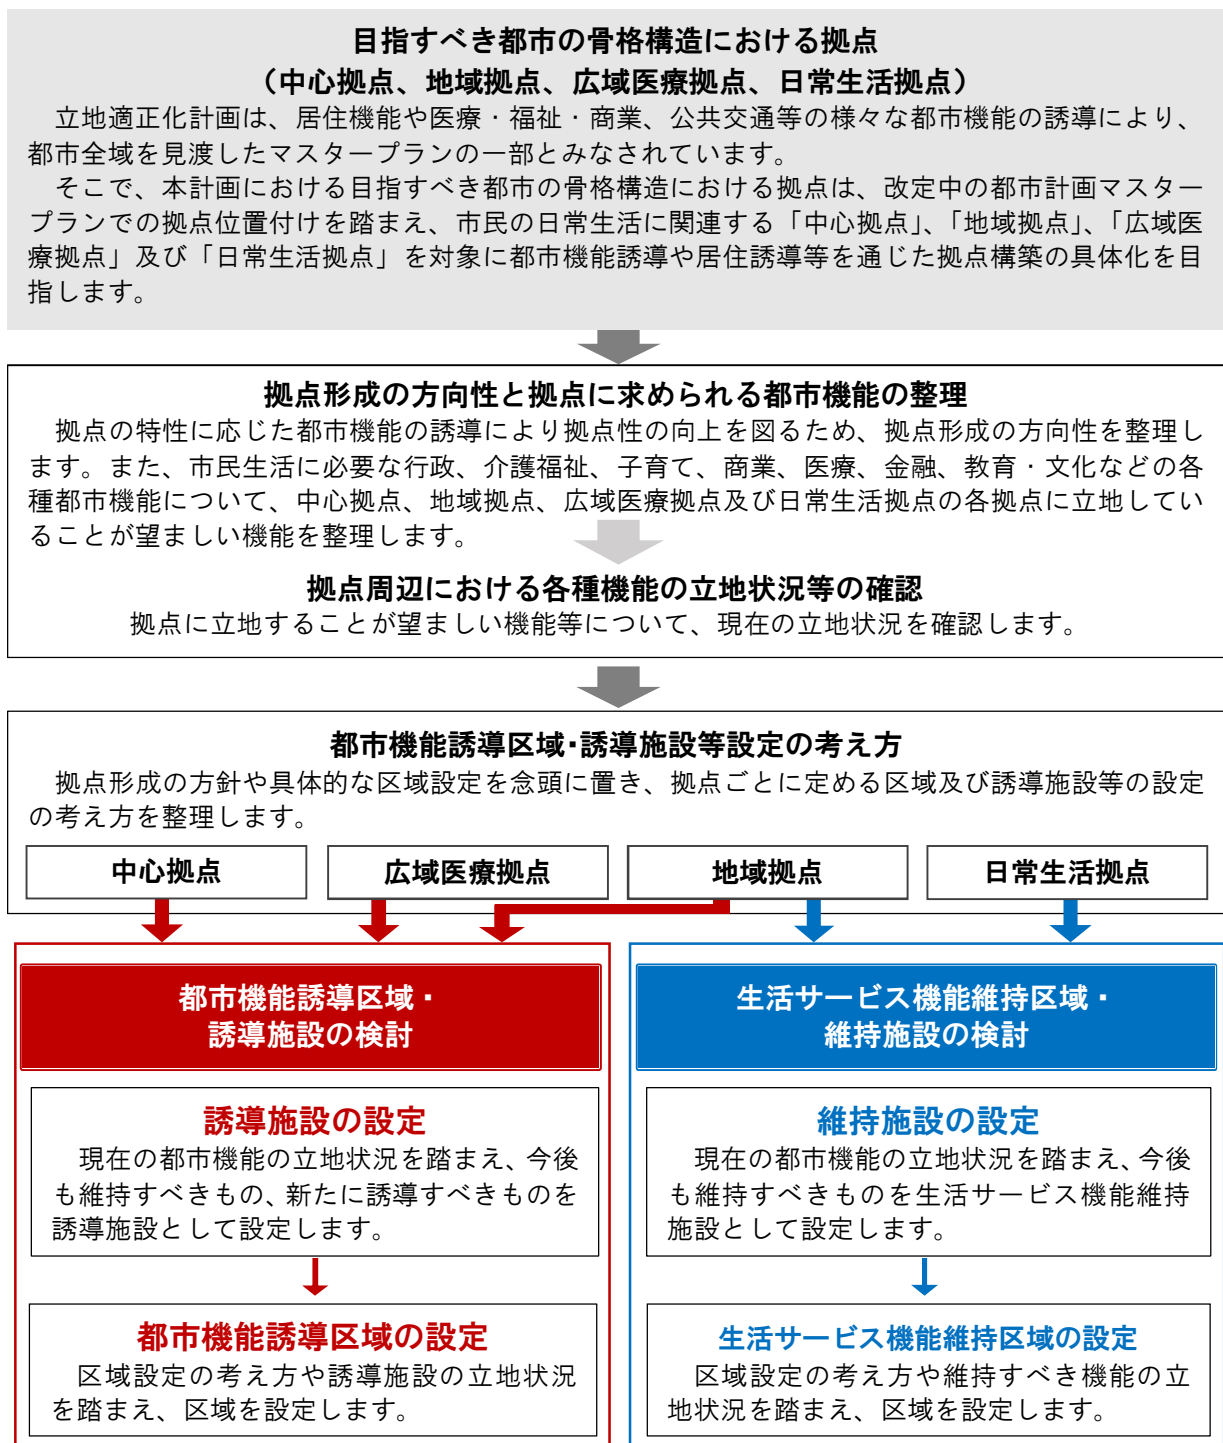 目指すべき都市の骨格構造における拠点
（中心拠点、地域拠点、広域医療拠点、日常生活拠点）
立地適正化計画は、居住機能や医療・福祉・商業、公共交通等の様々な都市機能の誘導により、
都市全域を見渡したマスタープランの一部とみなされています。
そこで、本計画における目指すべき都市の骨格構造における拠点は、改定中の都市計画マスター
プランでの拠点位置付けを踏まえ、市民の日常生活に関連する「中心拠点」、「地域拠点」、「広域医
療拠点」及び「日常生活拠点」を対象に都市機能誘導や居住誘導等を通じた拠点構築の具体化を目
指します。
拠点形成の方向性と拠点に求められる都市機能の整理
拠点の特性に応じた都市機能の誘導により拠点性の向上を図るため、拠点形成の方向性を整理し
ます。また、市民生活に必要な行政、介護福祉、子育て、商業、医療、金融、教育・文化などの各
種都市機能について、中心拠点、地域拠点、広域医療拠点及び日常生活拠点の各拠点に立地してい
ることが望ましい機能を整理します。
拠点周辺における各種機能の立地状況等の確認
拠点に立地することが望ましい機能等について、現在の立地状況を確認します。
都市機能誘導区域・誘導施設等設定の考え方
拠点形成の方針や具体的な区域設定を念頭に置き、拠点ごとに定める区域及び誘導施設等の設定
の考え方を整理します。
中心拠点
広域医療拠点
地域拠点
日常生活拠点
都市機能誘導区域・
誘導施設の検討
誘導施設の設定
現在の都市機能の立地状況を踏まえ、今後
も維持すべきもの、新たに誘導すべきものを
誘導施設として設定します。
都市機能誘導区域の設定
区域設定の考え方や誘導施設の立地状況
を踏まえ、区域を設定します。
生活サービス機能維持区域・
維持施設の検討
維持施設の設定
現在の都市機能の立地状況を踏まえ、今後
も維持すべきものを生活サービス機能維持
施設として設定します。
生活サービス機能維持区域の設定
区域設定の考え方や維持すべき機能の立
地状況を踏まえ、区域を設定します。